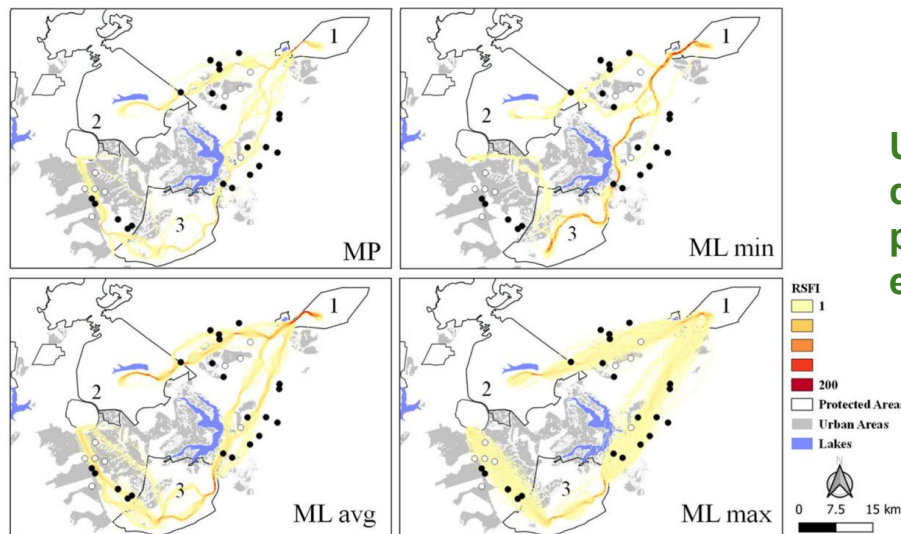 1
2
3
MP
1
2
3
ML min
1
2
3
ML avg
1
2
3
ML max
RSFI
1
200
Protected Areas
Urban Areas
Lakes
N
0 7.5 15 km